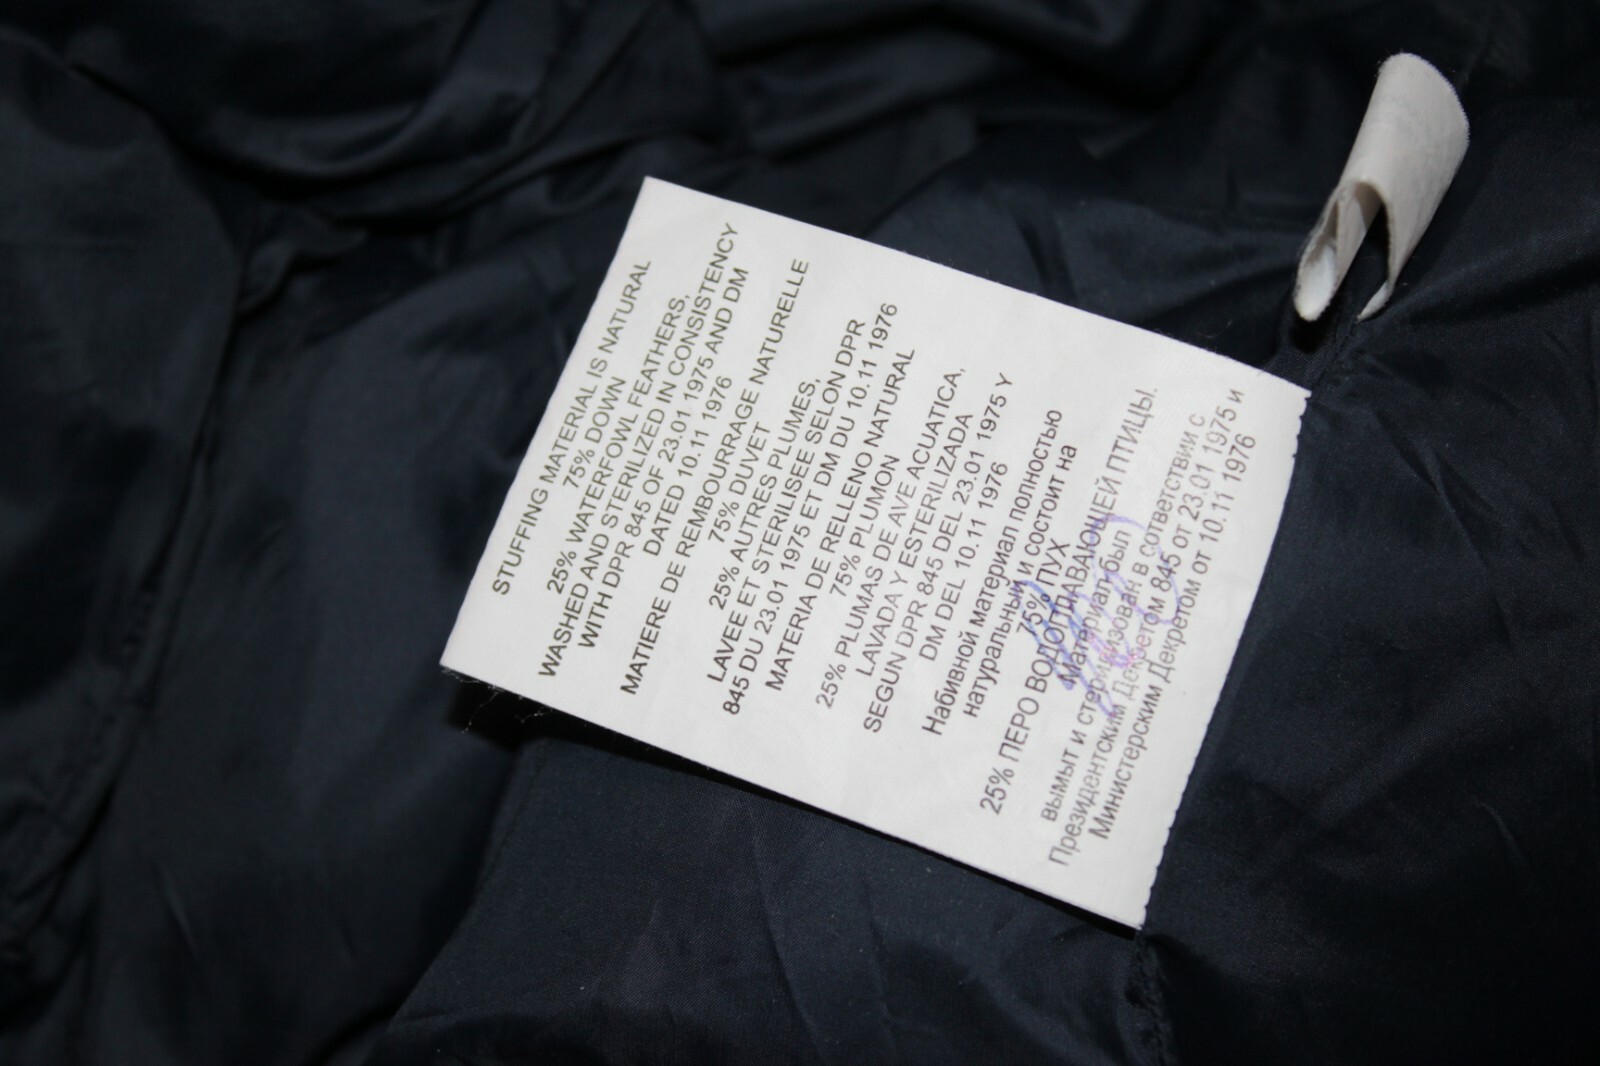 STUFFING MATERIAL IS NATURAL
75% DOWN
25% WATERFOWL FEATHERS,
WASHED AND STERILIZED IN CONSISTENCY
WITH DPR 845 OF 23.01 1975 AND DM
DATED 10.11 1976
MATIERE DE REMBOURRAGE NATURELLE
75% DUVET
25% AUTRES PLUMES,
LAVEE ET STERILISEE SELON DPR
845 DU 23.01 1975 ET DM DU 10.11 1976
MATERIA DE RELLENO NATURAL
75% PLUMON
25% PLUMAS DE AVE ACUATICA,
LAVADA Y ESTERILIZADA
SEGUN DPR 845 DEL 23.01 1975 Y
DM DEL 10.11 1976
Набивной материал полностью
натуральный и состоит на
75% ПУХ
25% ПЕРО ВОДОПЛАВАЮЩЕЙ ПТИЦЫ.
Материал был
вымыт и стерилизован в соответствии с
Президентским Декретом 845 от 23.01 1975 и
Министерским Декретом от 10.11 1976